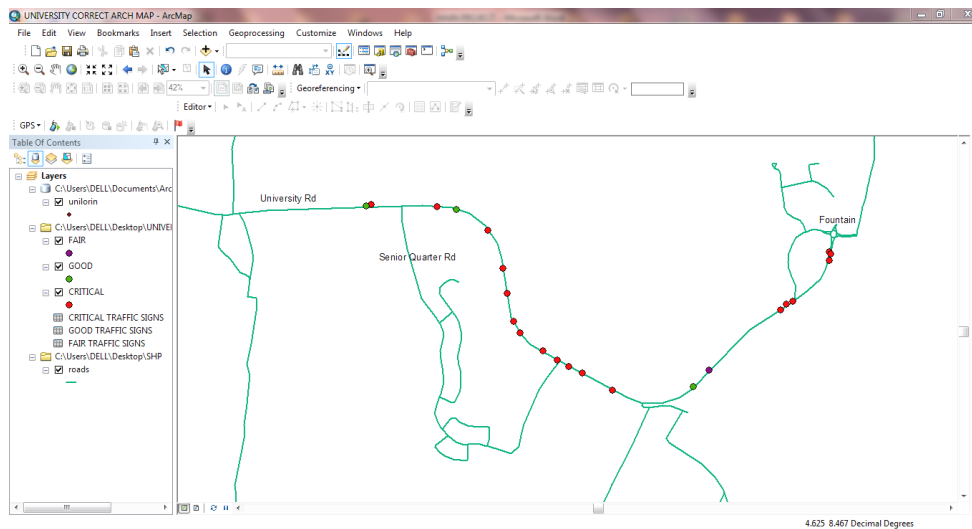 UNIVERSITY CORRECT ARCH MAP - ArcMap
File Edit View Bookmarks Insert Selection Geoprocessing Customize Windows Help
42% Georeferencing
Editor
GPS
Table Of Contents
Layers
C:\Users\DELL\Documents\Arc
unilorin
C:\Users\DELL\Desktop\UNIVE
FAIR
GOOD
CRITICAL
CRITICAL TRAFFIC SIGNS
GOOD TRAFFIC SIGNS
FAIR TRAFFIC SIGNS
C:\Users\DELL\Desktop\SHP
roads
University Rd
Fountain
Senior Quarter Rd
4.625 8.467 Decimal Degrees